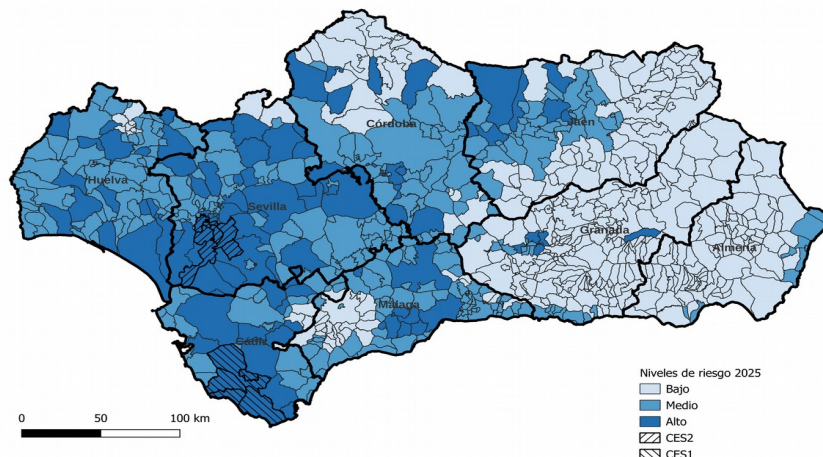 Córdoba
Jaén
Huelva
Sevilla
Granada
Almería
Málaga
Cádiz
Niveles de riesgo 2025
Bajo
Medio
Alto
CES2
CES1
0 50 100 km